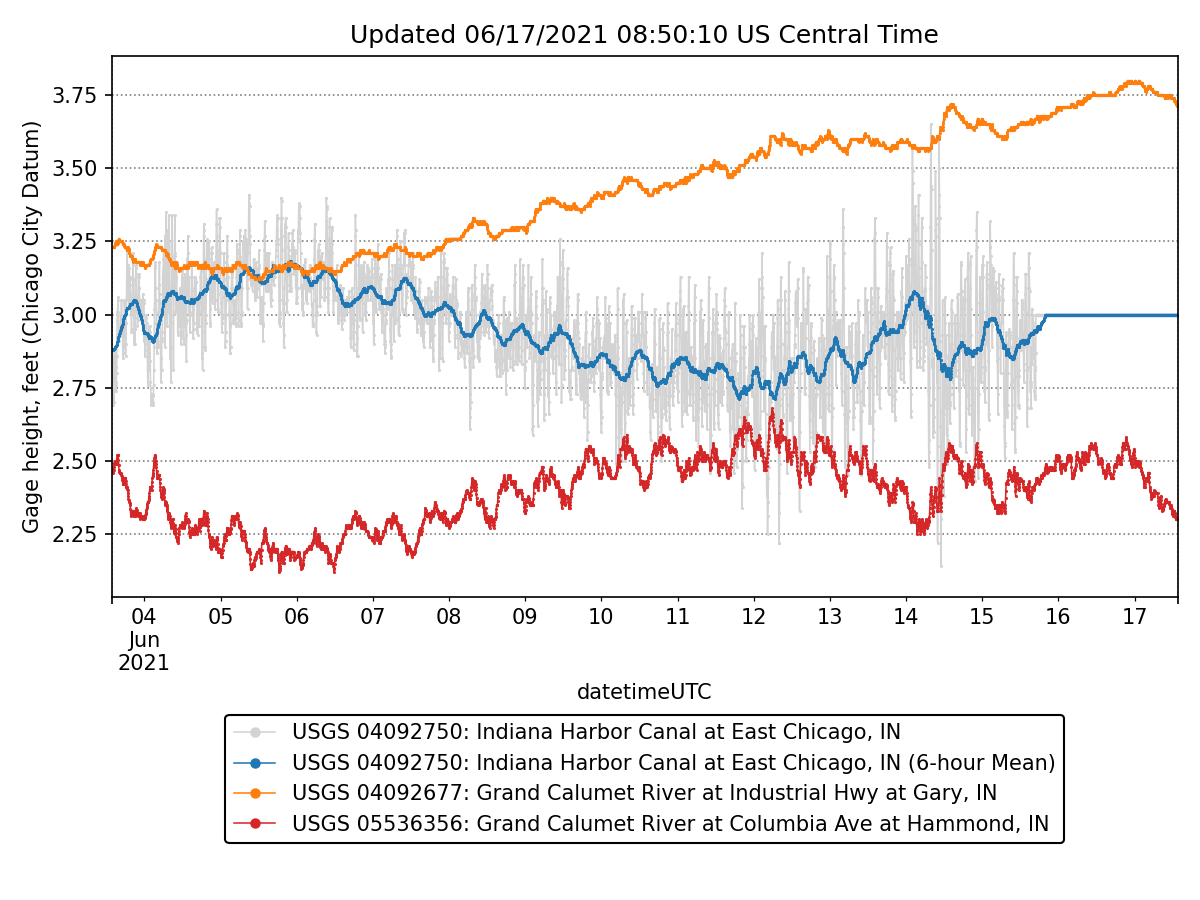 Updated 06/17/2021 08:50:10 US Central Time
Gage height, feet (Chicago City Datum)
3.75
3.50
3.25
3.00
2.75
2.50
2.25
04 05 06 07 08 09 10 11 12 13 14 15 16 17
Jun
2021
datetimeUTC
USGS 04092750: Indiana Harbor Canal at East Chicago, IN
USGS 04092750: Indiana Harbor Canal at East Chicago, IN (6-hour Mean)
USGS 04092677: Grand Calumet River at Industrial Hwy at Gary, IN
USGS 05536356: Grand Calumet River at Columbia Ave at Hammond, IN